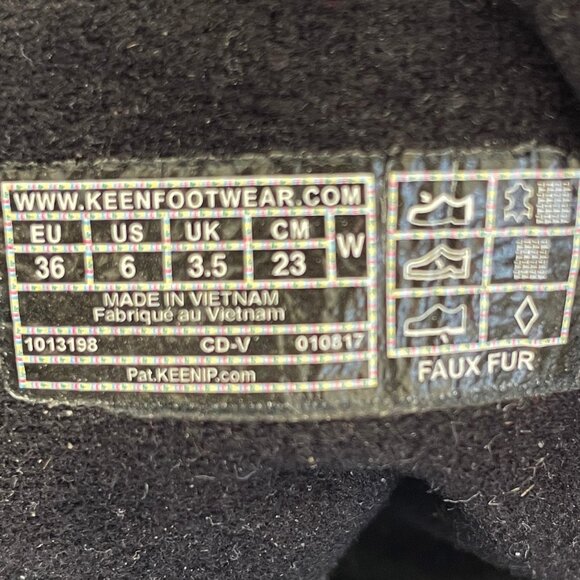 WWW.KEENFOOTWEAR.COM
EU US UK CM W
36 6 3.5 23
MADE IN VIETNAM
Fabriqué au Vietnam
1013198 CD-V 010817
Pat.KEENIP.com
FAUX FUR